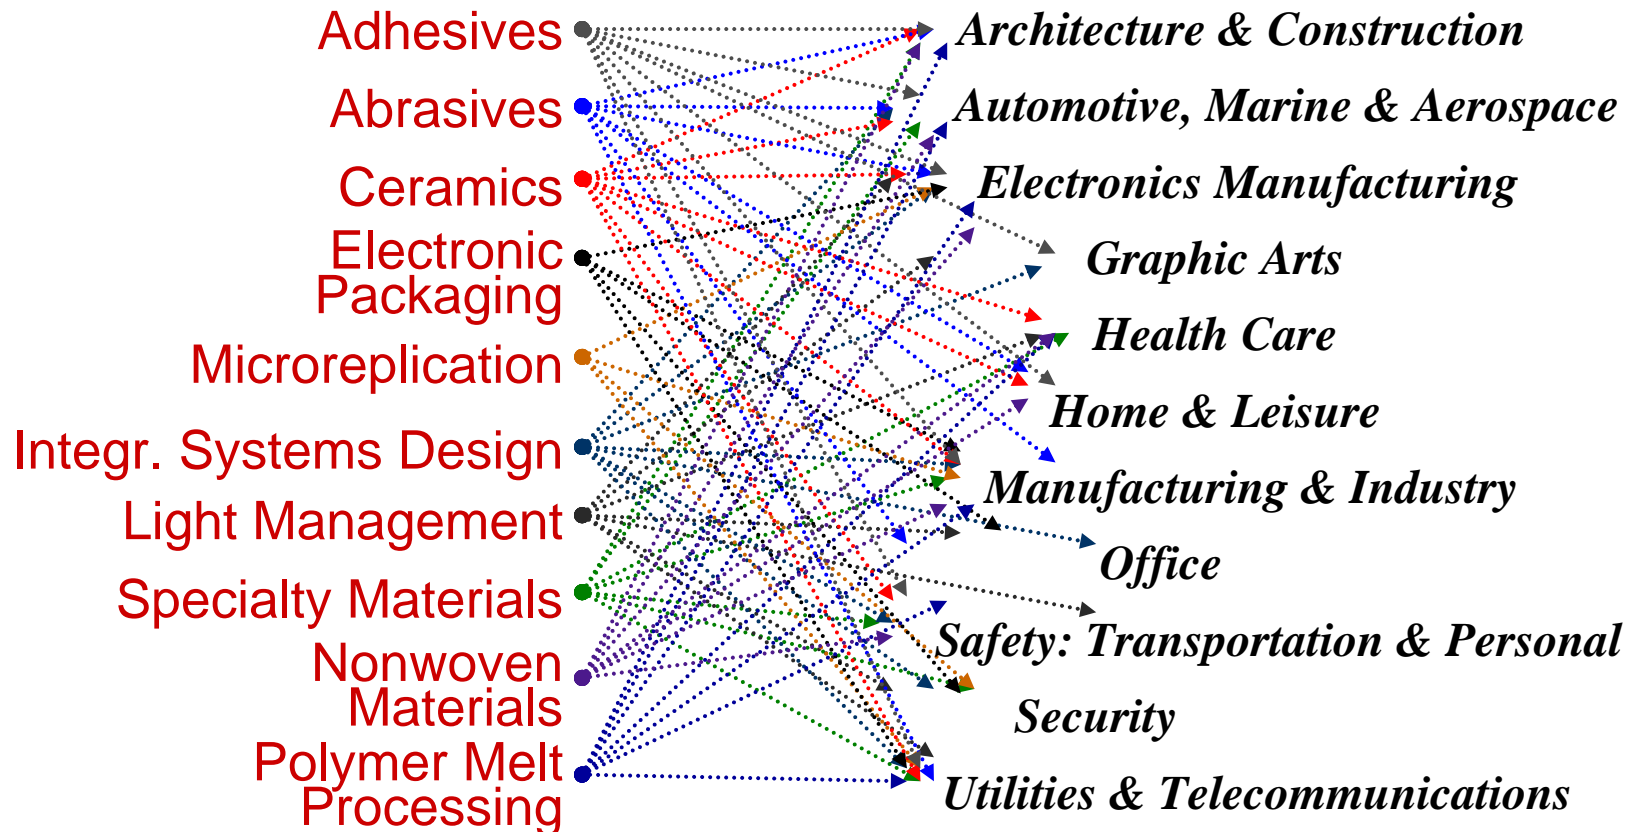 Adhesives
Abrasives
Ceramics
Electronic
Packaging
Microreplication
Integr. Systems Design
Light Management
Specialty Materials
Nonwoven
Materials
Polymer Melt
Processing
Architecture & Construction
Automotive, Marine & Aerospace
Electronics Manufacturing
Graphic Arts
Health Care
Home & Leisure
Manufacturing & Industry
Office
Safety: Transportation & Personal
Security
Utilities & Telecommunications